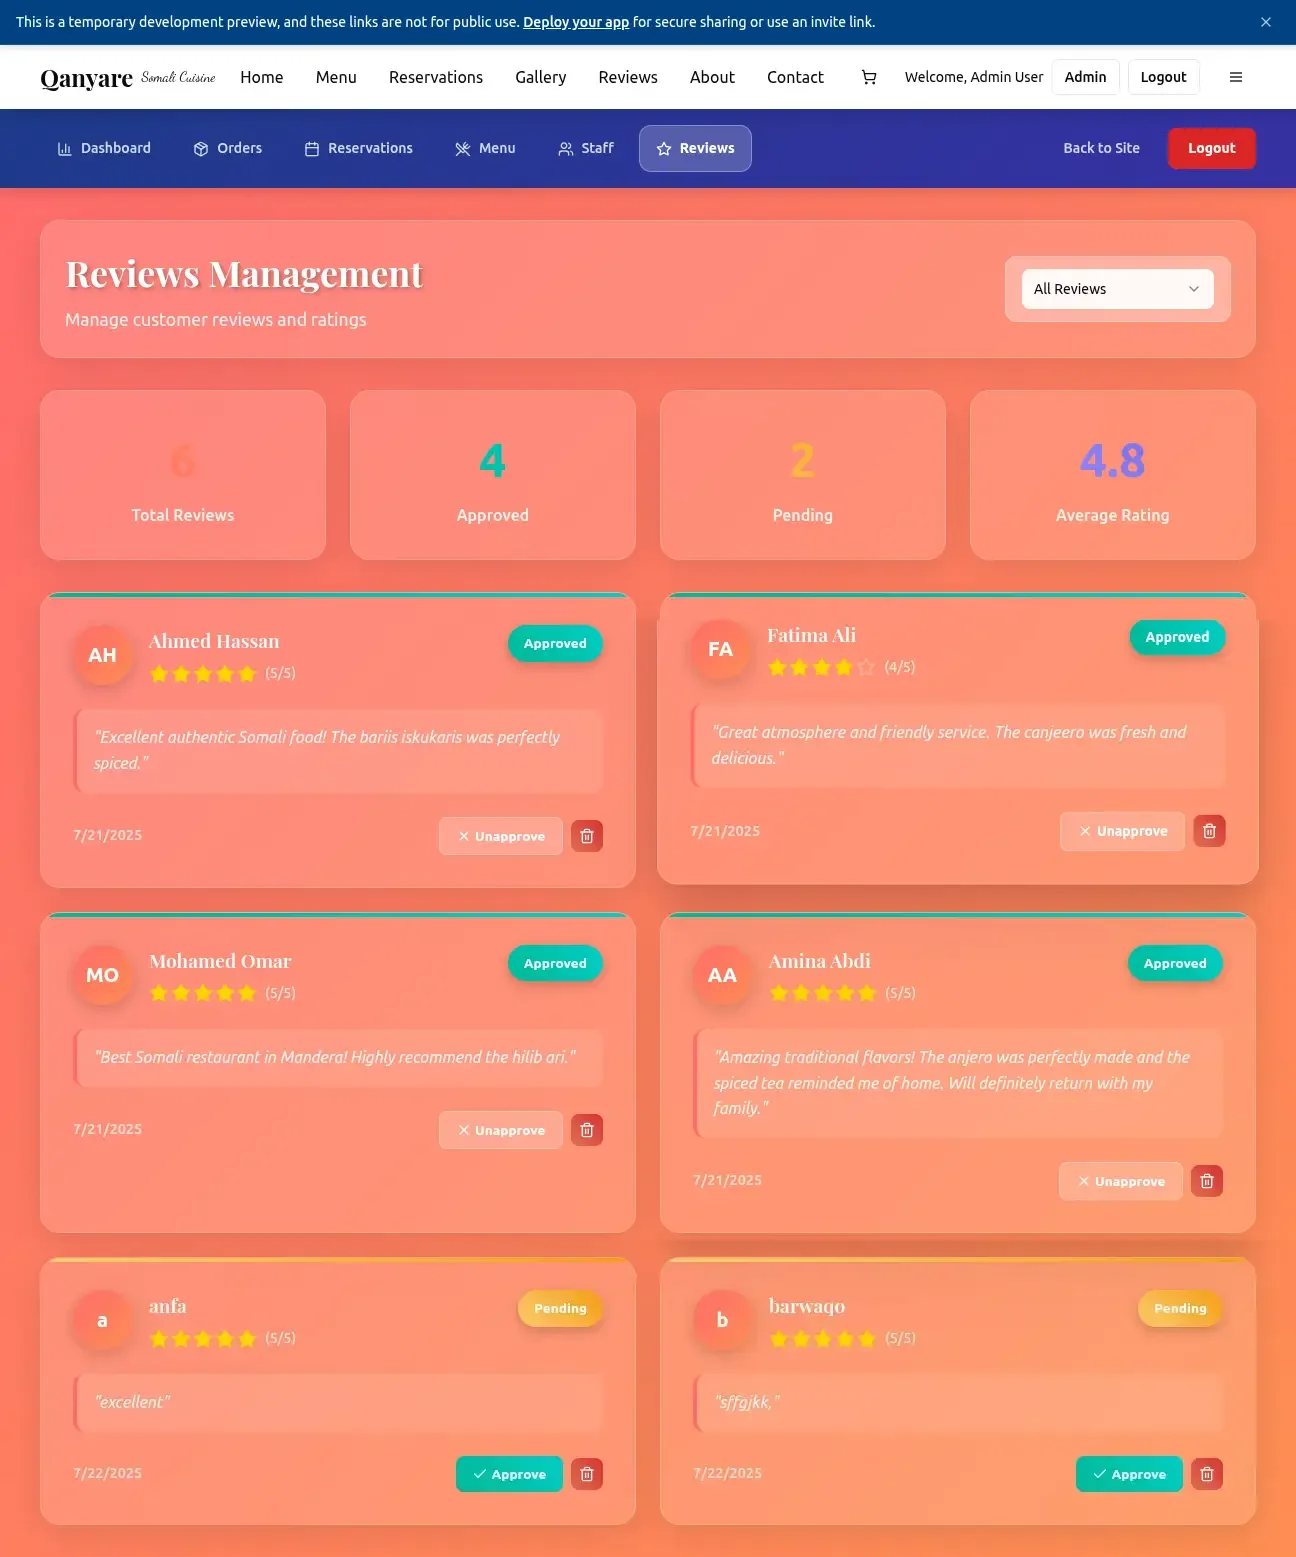 This is a temporary development preview, and these links are not for public use. Deploy your app for secure sharing or use an invite link.
Qanyare Somali Cuisine Home Menu Reservations Gallery Reviews About Contact Welcome, Admin User Admin Logout
Dashboard Orders Reservations Menu Staff Reviews Back to Site Logout
Reviews Management
Manage customer reviews and ratings
All Reviews
6
Total Reviews
4
Approved
2
Pending
4.8
Average Rating
AH
Ahmed Hassan
(5/5)
Approved
"Excellent authentic Somali food! The bariis iskukaris was perfectly
spiced."
7/21/2025
Unapprove
FA
Fatima Ali
(4/5)
Approved
"Great atmosphere and friendly service. The canjeero was fresh and
delicious."
7/21/2025
Unapprove
MO
Mohamed Omar
(5/5)
Approved
"Best Somali restaurant in Mandera! Highly recommend the hilib ari."
7/21/2025
Unapprove
AA
Amina Abdi
(5/5)
Approved
"Amazing traditional flavors! The anjero was perfectly made and the
spiced tea reminded me of home. Will definitely return with my
family."
7/21/2025
Unapprove
a
anfa
(5/5)
Pending
"excellent"
7/22/2025
Approve
b
barwaqo
(5/5)
Pending
"sffgjkk,"
7/22/2025
Approve